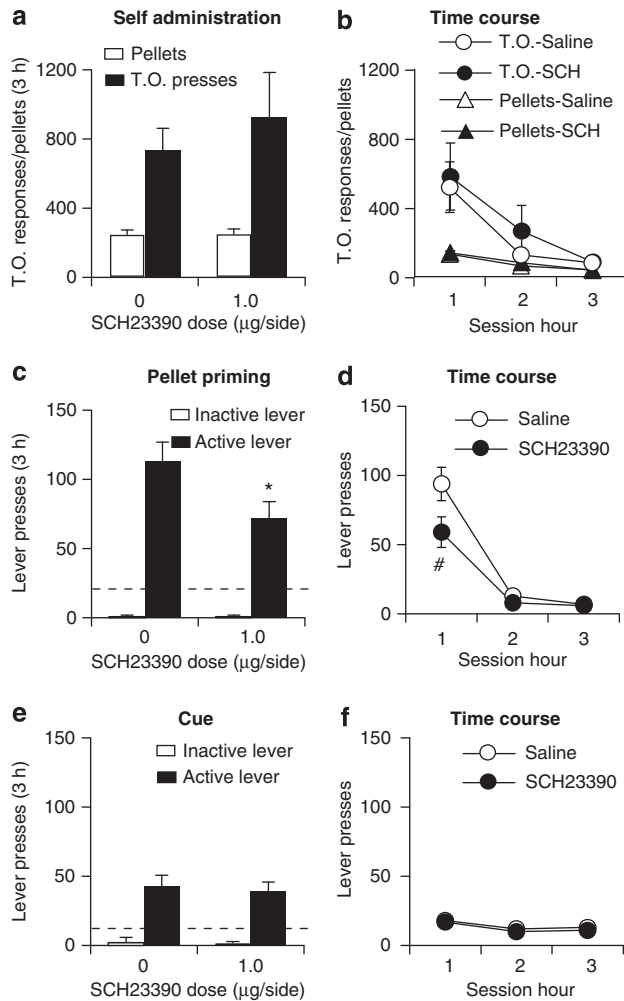 a
Self administration
Pellets
T.O. presses
T.O. responses/pellets (3 h)
1200
800
400
0
0
1.0
SCH23390 dose (μg/side)
b
Time course
T.O.-Saline
T.O.-SCH
Pellets-Saline
Pellets-SCH
T.O. responses/pellets
1200
800
400
0
1
2
3
Session hour
c
Pellet priming
Inactive lever
Active lever
Lever presses (3 h)
150
100
50
0
*
0
1.0
SCH23390 dose (μg/side)
d
Time course
Saline
SCH23390
Lever presses
150
100
50
0
#
1
2
3
Session hour
e
Cue
Inactive lever
Active lever
Lever presses (3 h)
150
100
50
0
0
1.0
SCH23390 dose (μg/side)
f
Time course
Saline
SCH23390
Lever presses
150
100
50
0
1
2
3
Session hour